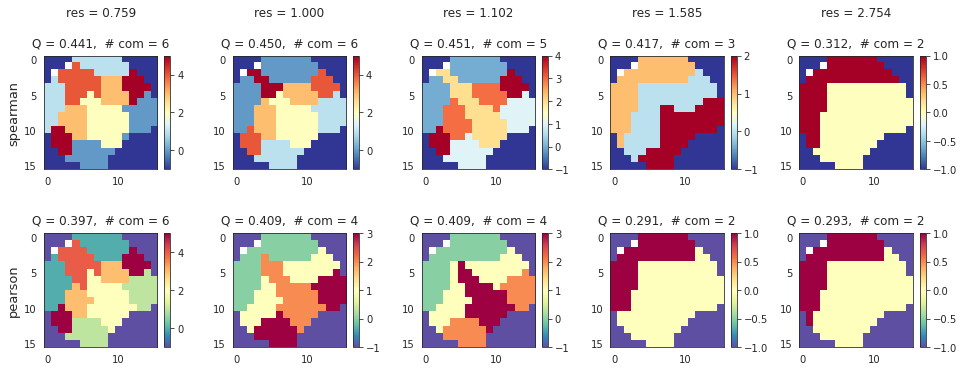 res = 0.759 res = 1.000 res = 1.102 res = 1.585 res = 2.754
Q = 0.441, # com = 6 Q = 0.450, # com = 6 Q = 0.451, # com = 5 Q = 0.417, # com = 3 Q = 0.312, # com = 2
spearman
0 5 10 15
0 10
4 2 0
0 5 10 15
0 10
4 2 0
0 5 10 15
0 10
4 3 2 1 0 −1
0 5 10 15
0 10
2 1 0 −1
0 5 10 15
0 10
1.0 0.5 0.0 −0.5 −1.0
Q = 0.397, # com = 6 Q = 0.409, # com = 4 Q = 0.409, # com = 4 Q = 0.291, # com = 2 Q = 0.293, # com = 2
pearson
0 5 10 15
0 10
4 2 0
0 5 10 15
0 10
3 2 1 0 −1
0 5 10 15
0 10
3 2 1 0 −1
0 5 10 15
0 10
1.0 0.5 0.0 −0.5 −1.0
0 5 10 15
0 10
1.0 0.5 0.0 −0.5 −1.0